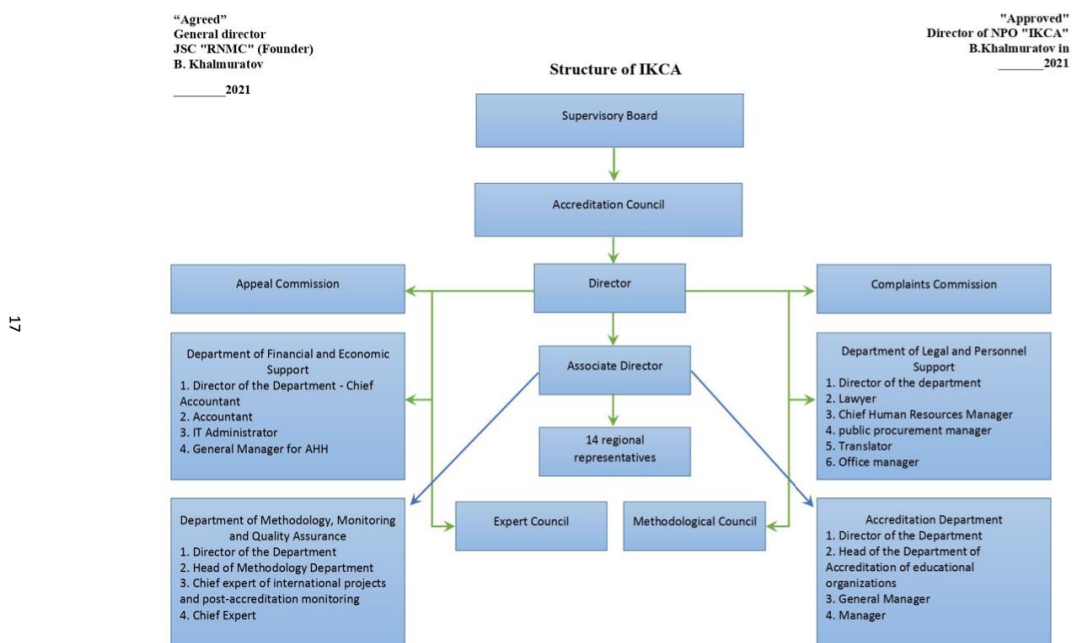 “Agreed”
General director
JSC "RNMC" (Founder)
B. Khalmuratov
________2021
"Approved"
Director of NPO "IKCA"
B.Khalmuratov in
_______2021
Structure of IKCA
Supervisory Board
Accreditation Council
Appeal Commission
Director
Complaints Commission
Department of Financial and Economic
Support
1. Director of the Department - Chief
Accountant
2. Accountant
3. IT Administrator
4. General Manager for AHH
Associate Director
Department of Legal and Personnel
Support
1. Director of the department
2. Lawyer
3. Chief Human Resources Manager
4. public procurement manager
5. Translator
6. Office manager
14 regional
representatives
Department of Methodology, Monitoring
and Quality Assurance
1. Director of the Department
2. Head of Methodology Department
3. Chief expert of international projects
and post-accreditation monitoring
4. Chief Expert
Expert Council
Methodological Council
Accreditation Department
1. Director of the Department
2. Head of the Department of
Accreditation of educational
organizations
3. General Manager
4. Manager
17